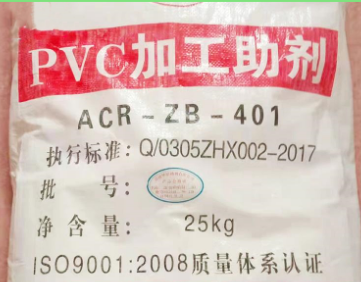 PVC加工助剂
ACR-ZB-401
执行标准: Q/0305ZHX002-2017
批 号:
净含量: 25kg
ISO9001:2008质量体系认证